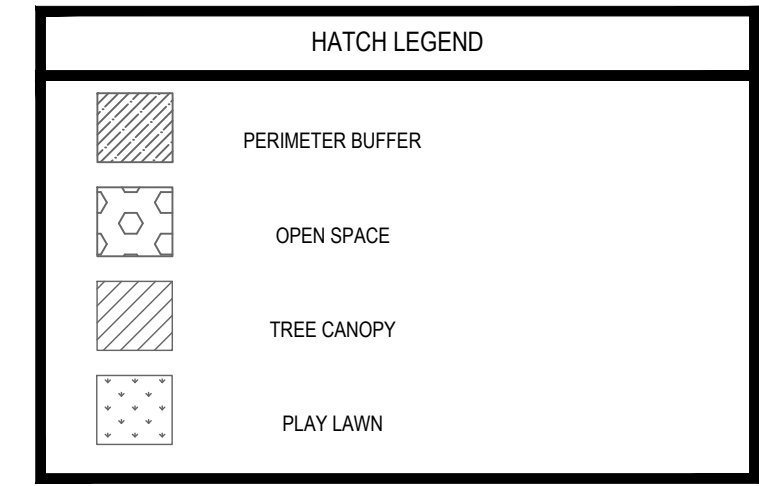 HATCH LEGEND
PERIMETER BUFFER
OPEN SPACE
TREE CANOPY
PLAY LAWN